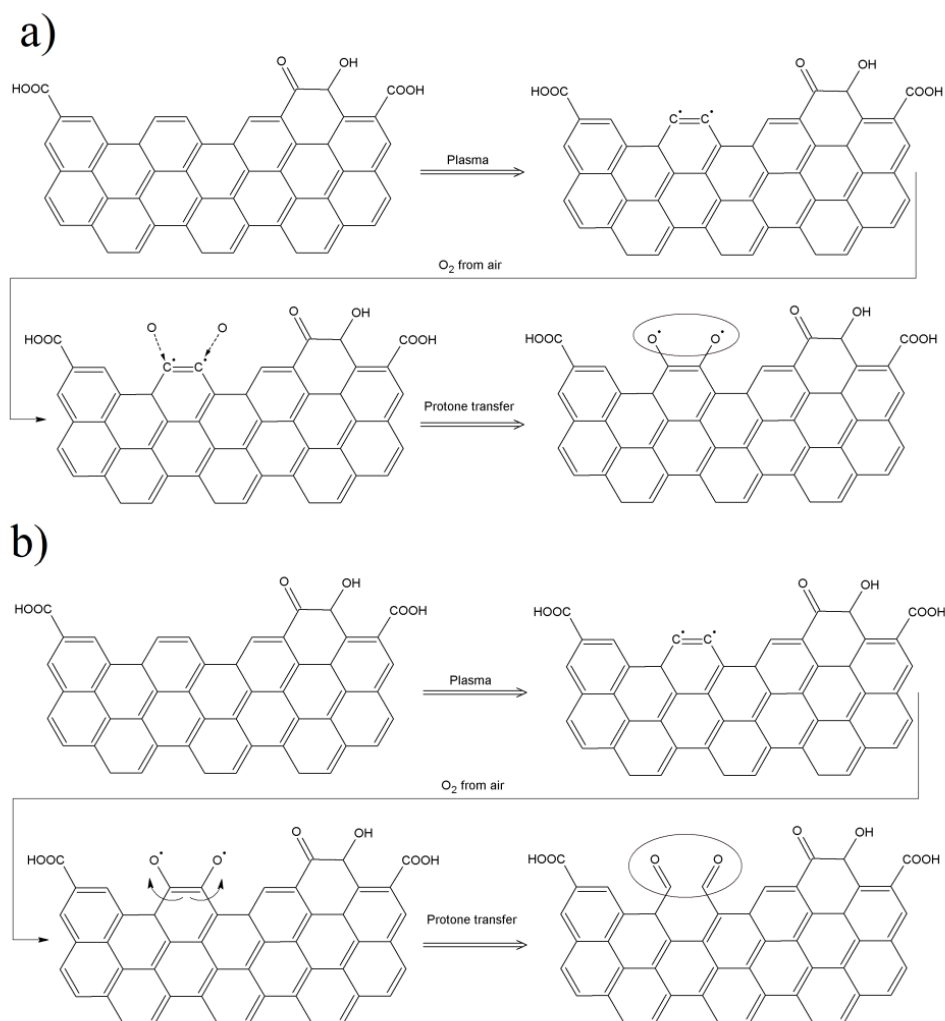 a)
O
OH
HOOC
COOH
Plasma
O
OH
HOOC
COOH
C• C•
O₂ from air
O O
O
OH
HOOC
COOH
C• C•
Protone transfer
O• O•
O
OH
HOOC
COOH
b)
O
OH
HOOC
COOH
Plasma
O
OH
HOOC
COOH
C• C•
O₂ from air
O• O•
O
OH
HOOC
COOH
Protone transfer
O O
O
OH
HOOC
COOH